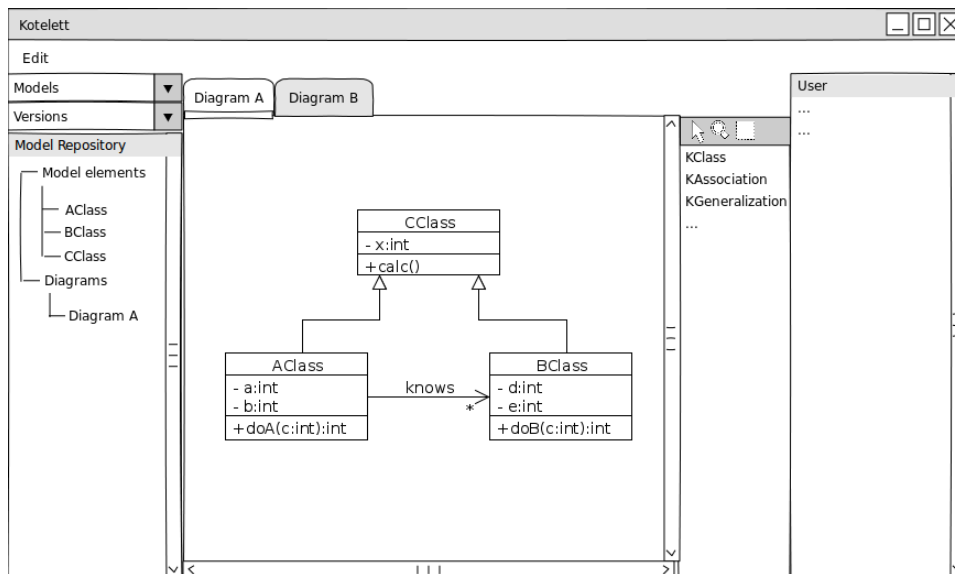 Kotelett
Edit
Models
Versions
Model Repository
Model elements
AClass
BClass
CClass
Diagrams
Diagram A
Diagram A
Diagram B
CClass
- x:int
+calc()
AClass
- a:int
- b:int
+doA(c:int):int
knows
*
BClass
- d:int
- e:int
+doB(c:int):int
KClass
KAssociation
KGeneralization
...
User
...
...